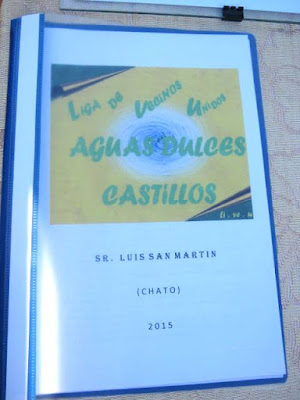 LIGA DE VECINOS UNIDOS
AGUAS DULCES
CASTILLOS
SR. LUIS SAN MARTIN
(CHATO)
2015